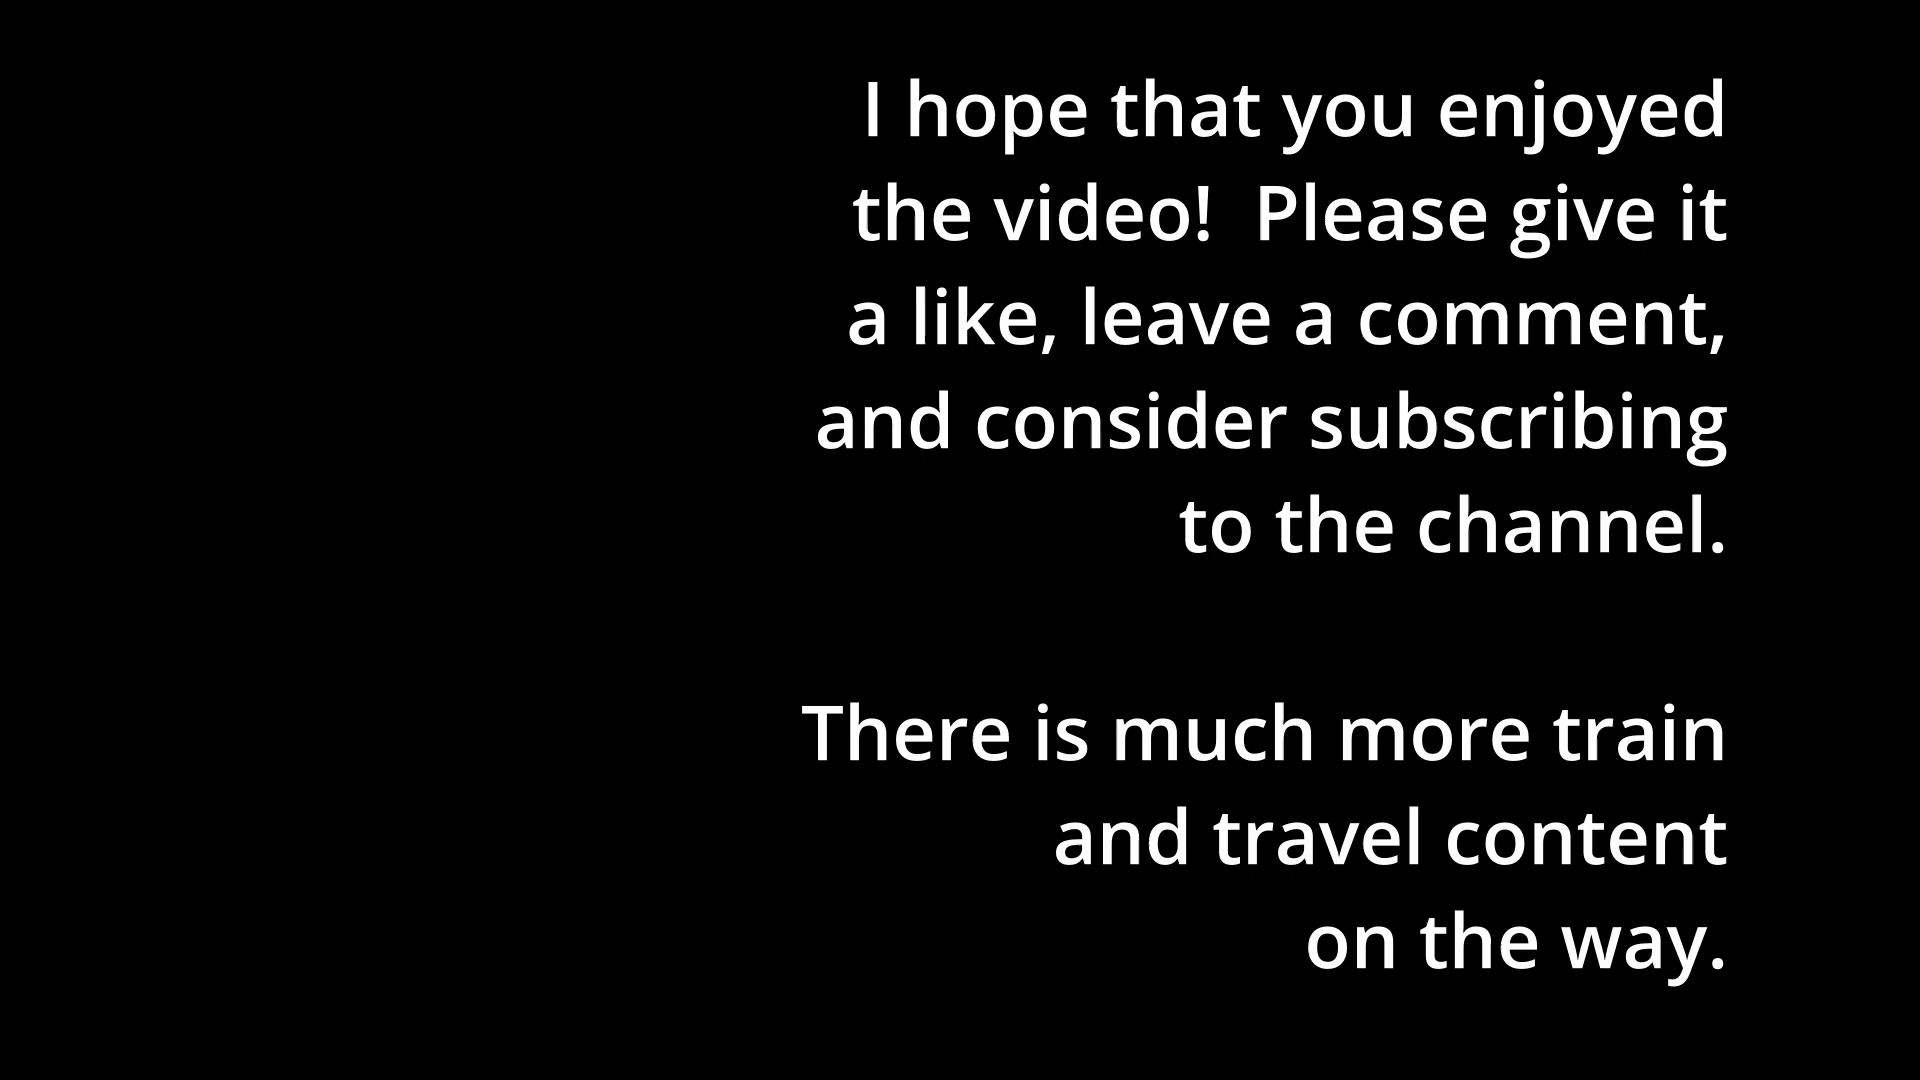 I hope that you enjoyed
the video!  Please give it
a like, leave a comment,
and consider subscribing
to the channel.
There is much more train
and travel content
on the way.